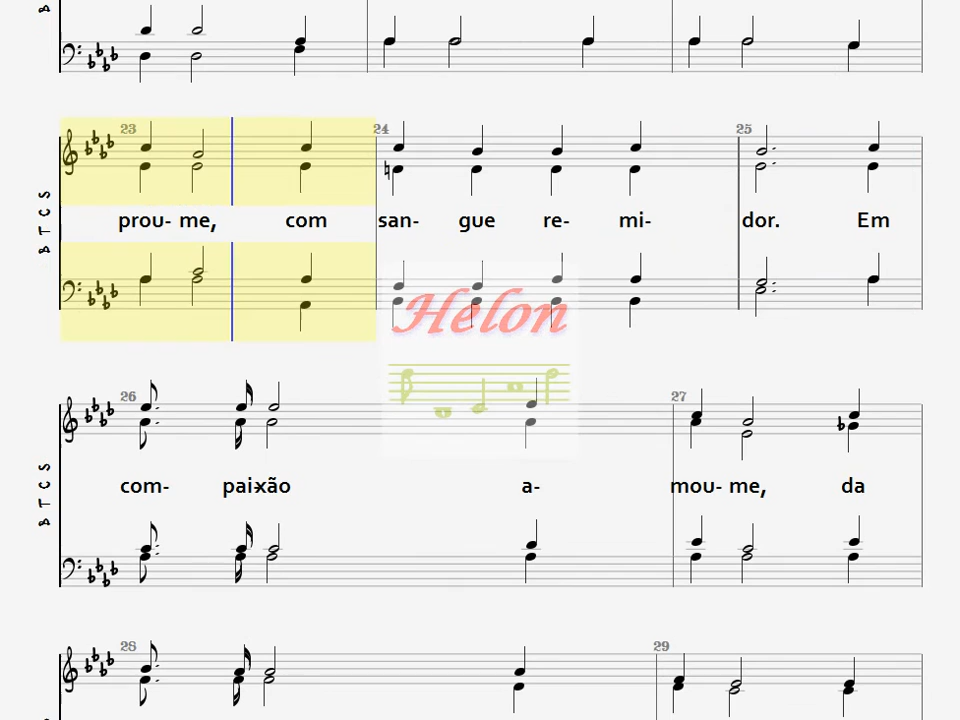 23 24 25
prou- me, com san- gue re- mi- dor. Em
S
C
T
B
Helon
26 27
com- paixão a- mou- me, da
S
C
T
B
28 29